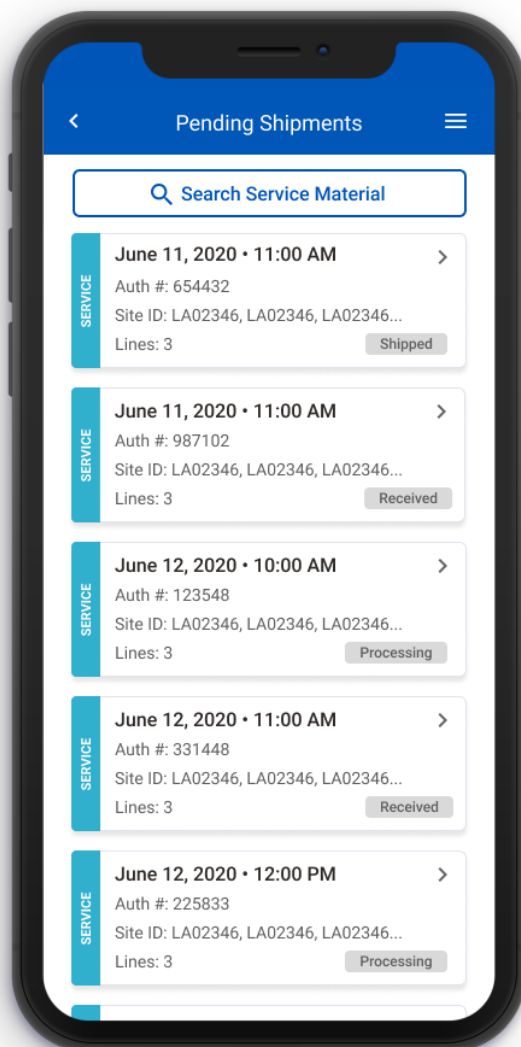 Pending Shipments
Search Service Material
SERVICE
June 11, 2020 • 11:00 AM
Auth #: 654432
Site ID: LA02346, LA02346, LA02346...
Lines: 3
Shipped
SERVICE
June 11, 2020 • 11:00 AM
Auth #: 987102
Site ID: LA02346, LA02346, LA02346...
Lines: 3
Received
SERVICE
June 12, 2020 • 10:00 AM
Auth #: 123548
Site ID: LA02346, LA02346, LA02346...
Lines: 3
Processing
SERVICE
June 12, 2020 • 11:00 AM
Auth #: 331448
Site ID: LA02346, LA02346, LA02346...
Lines: 3
Received
SERVICE
June 12, 2020 • 12:00 PM
Auth #: 225833
Site ID: LA02346, LA02346, LA02346...
Lines: 3
Processing